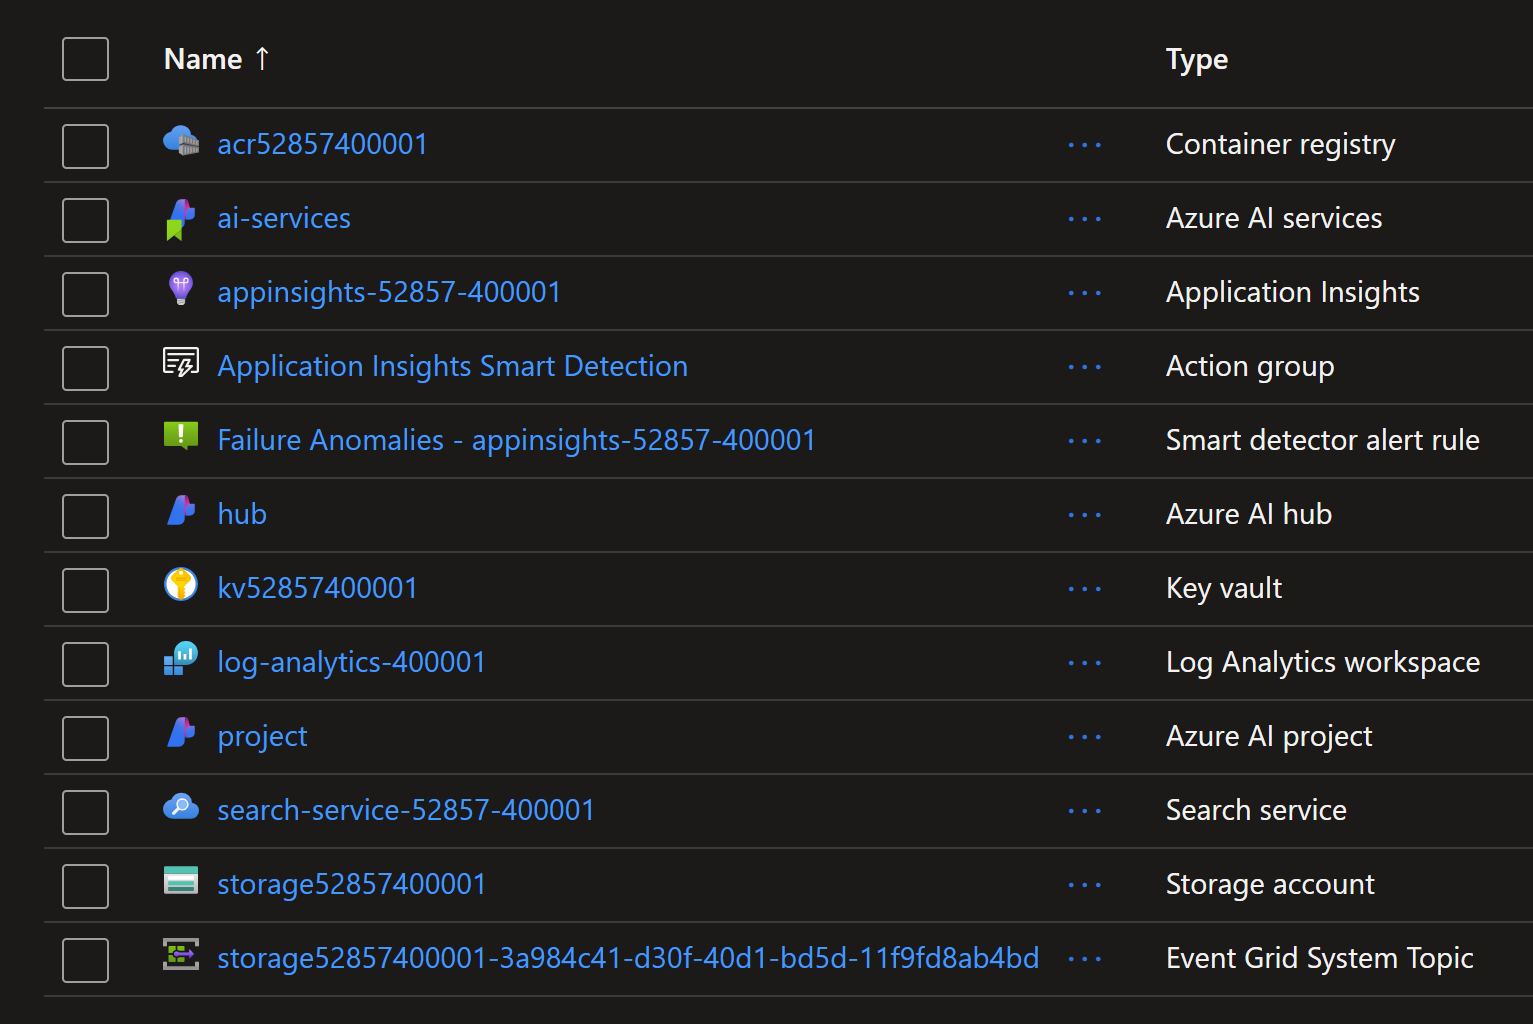 Name ↑ Type
acr52857400001 ··· Container registry
ai-services ··· Azure AI services
appinsights-52857-400001 ··· Application Insights
Application Insights Smart Detection ··· Action group
Failure Anomalies - appinsights-52857-400001 ··· Smart detector alert rule
hub ··· Azure AI hub
kv52857400001 ··· Key vault
log-analytics-400001 ··· Log Analytics workspace
project ··· Azure AI project
search-service-52857-400001 ··· Search service
storage52857400001 ··· Storage account
storage52857400001-3a984c41-d30f-40d1-bd5d-11f9fd8ab4bd ··· Event Grid System Topic